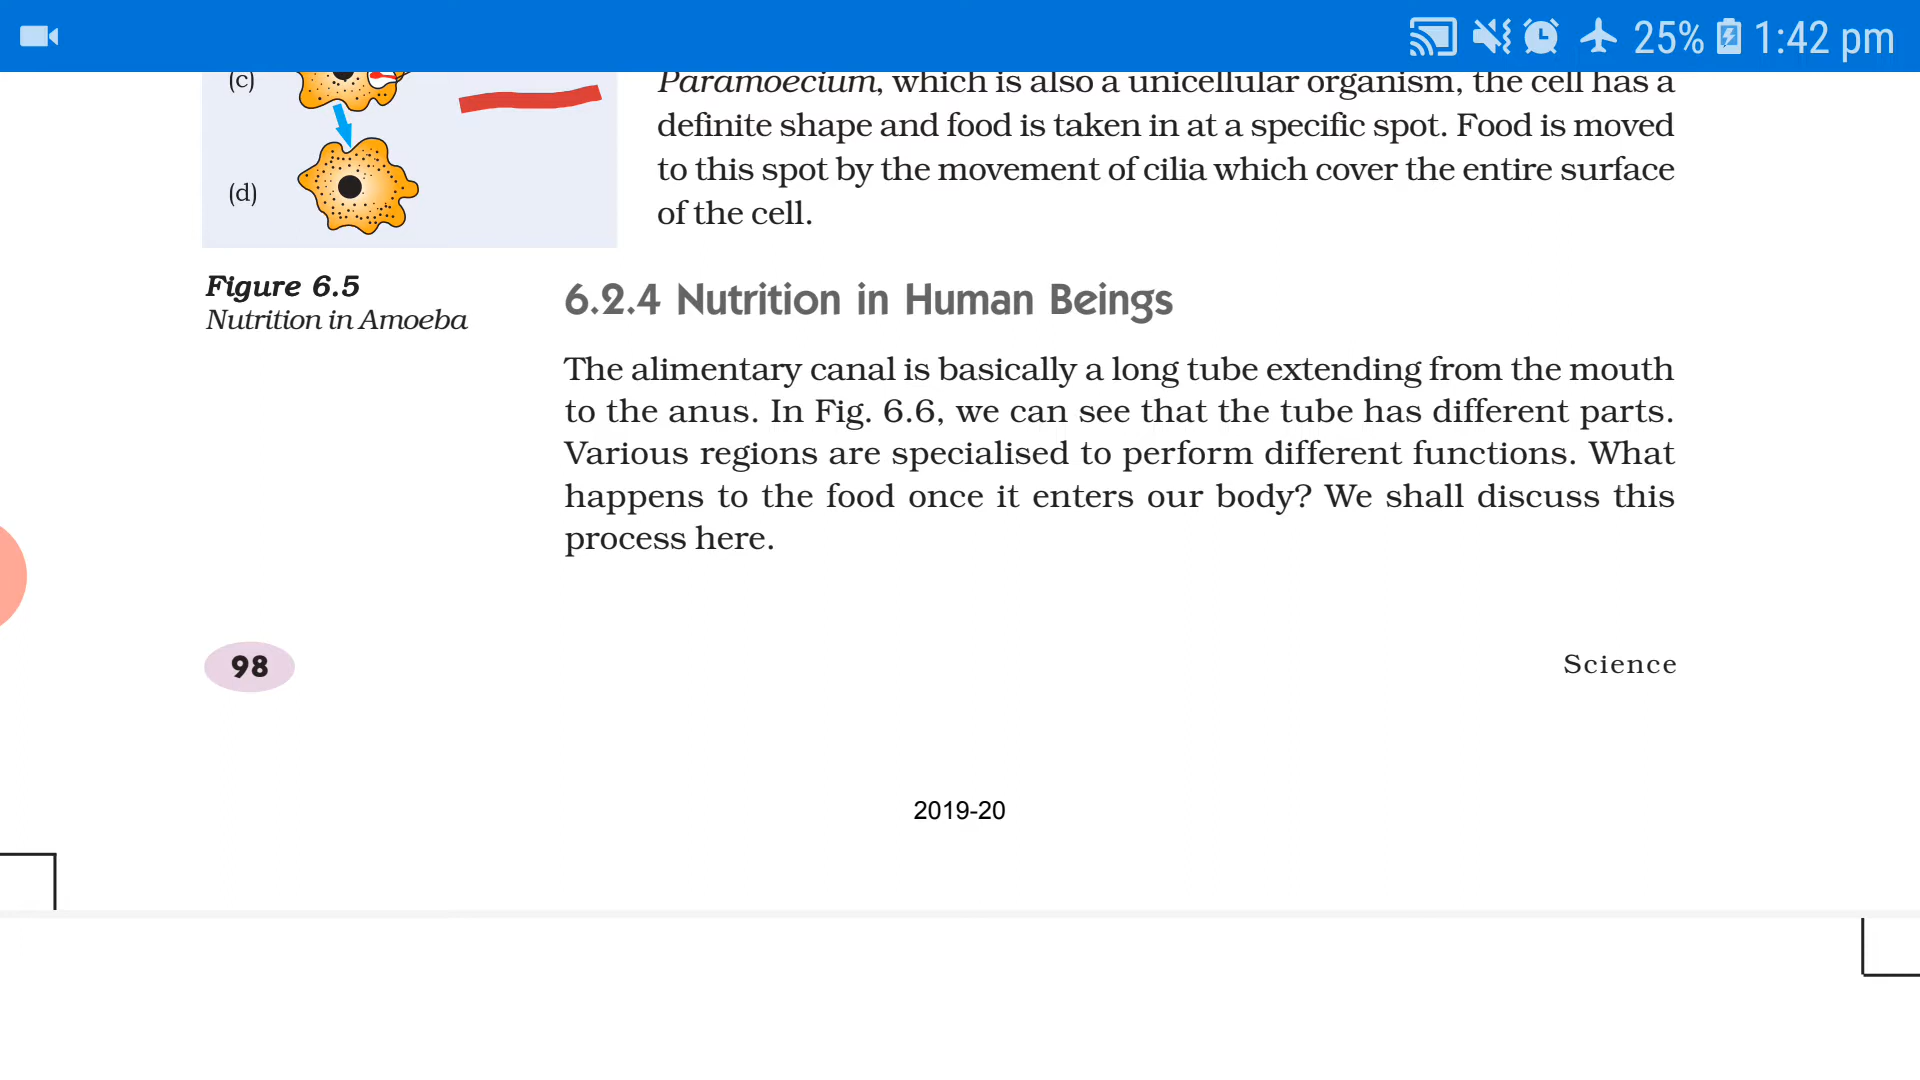 25% 1:42 pm
(c)
Paramoecium, which is also a unicellular organism, the cell has a
definite shape and food is taken in at a specific spot. Food is moved
to this spot by the movement of cilia which cover the entire surface
of the cell.
(d)
Figure 6.5
Nutrition in Amoeba
6.2.4 Nutrition in Human Beings
The alimentary canal is basically a long tube extending from the mouth
to the anus. In Fig. 6.6, we can see that the tube has different parts.
Various regions are specialised to perform different functions. What
happens to the food once it enters our body? We shall discuss this
process here.
98
Science
2019-20